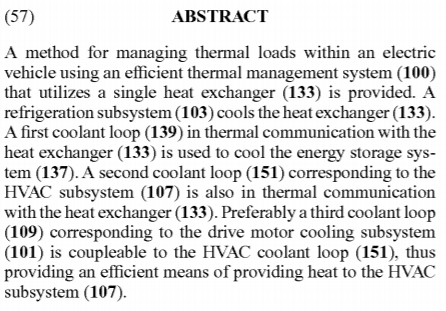 (57) ABSTRACT
A method for managing thermal loads within an electric
vehicle using an efficient thermal management system (100)
that utilizes a single heat exchanger (133) is provided. A
refrigeration subsystem (103) cools the heat exchanger (133).
A first coolant loop (139) in thermal communication with the
heat exchanger (133) is used to cool the energy storage sys-
tem (137). A second coolant loop (151) corresponding to the
HVAC subsystem (107) is also in thermal communication
with the heat exchanger (133). Preferably a third coolant loop
(109) corresponding to the drive motor cooling subsystem
(101) is coupleable to the HVAC coolant loop (151), thus
providing an efficient means of providing heat to the HVAC
subsystem (107).